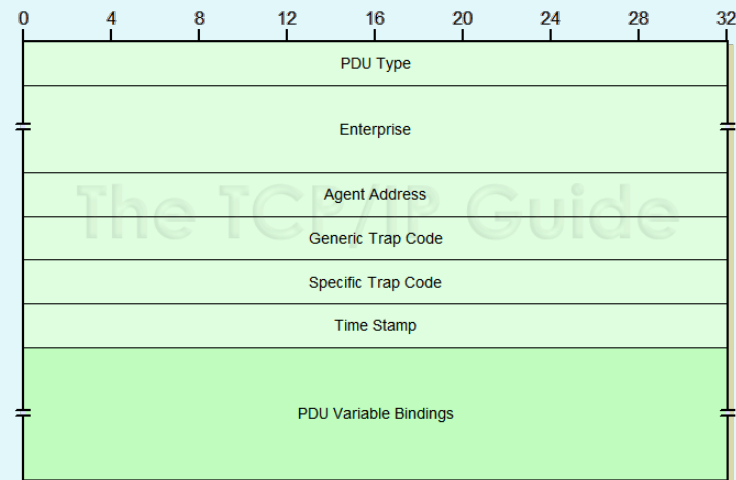 0 4 8 12 16 20 24 28 32
PDU Type
Enterprise
Agent Address
The TCP/IP Guide
Generic Trap Code
Specific Trap Code
Time Stamp
PDU Variable Bindings